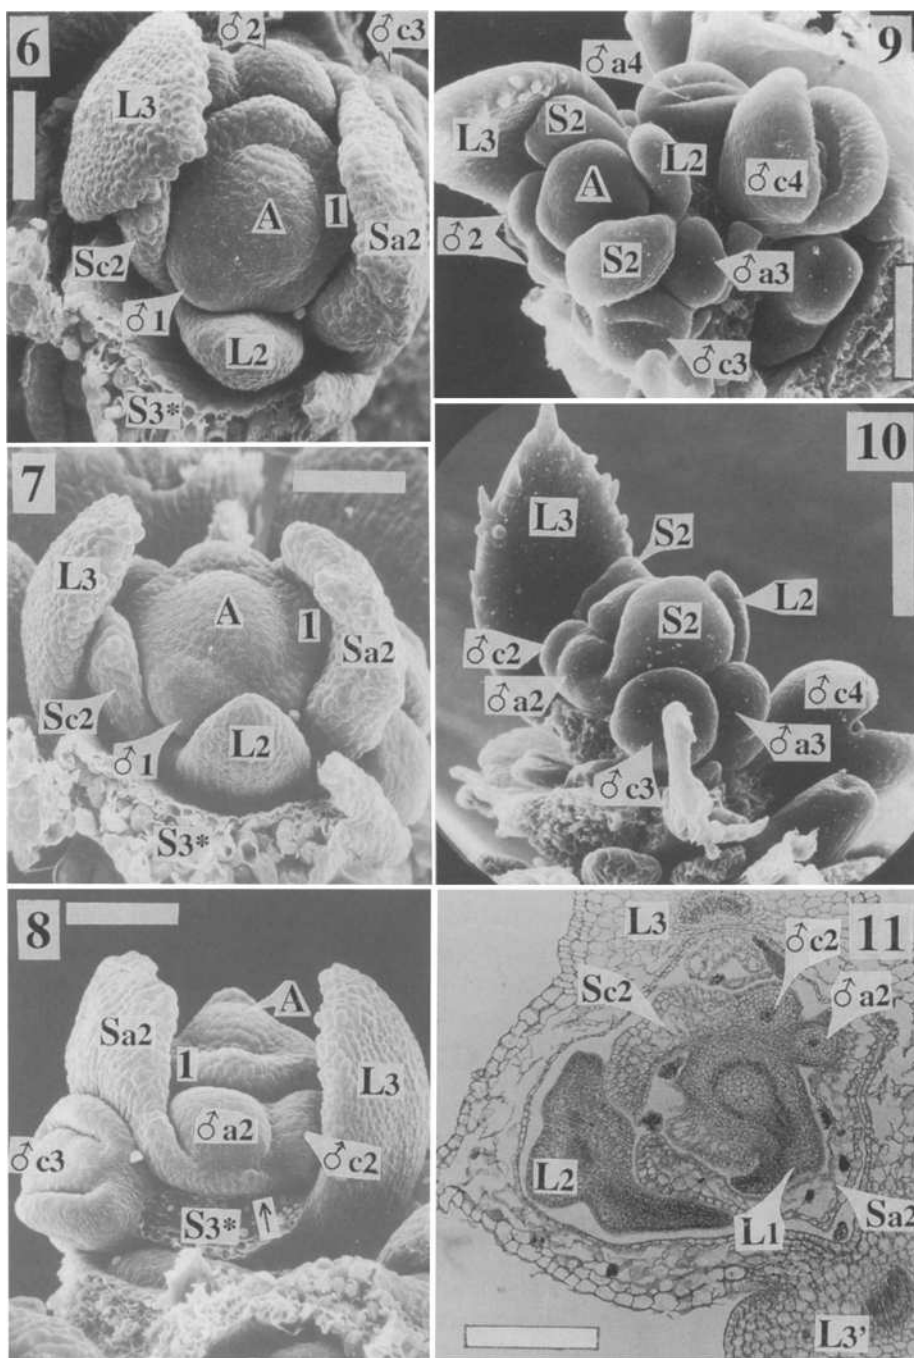 6
♂2
♂c3
L3
A
1
Sa2
Sc2
♂1
L2
S3*
7
L3
A
1
Sa2
Sc2
♂1
L2
S3*
8
A
Sa2
1
L3
♂a2
♂c3
♂c2
S3*
9
♂a4
L3
S2
L2
A
♂c4
♂2
S2
♂a3
♂c3
10
L3
S2
L2
S2
♂c2
♂a2
♂c4
♂a3
♂c3
11
L3
♂c2
Sc2
♂a2
L2
L1
Sa2
L3'